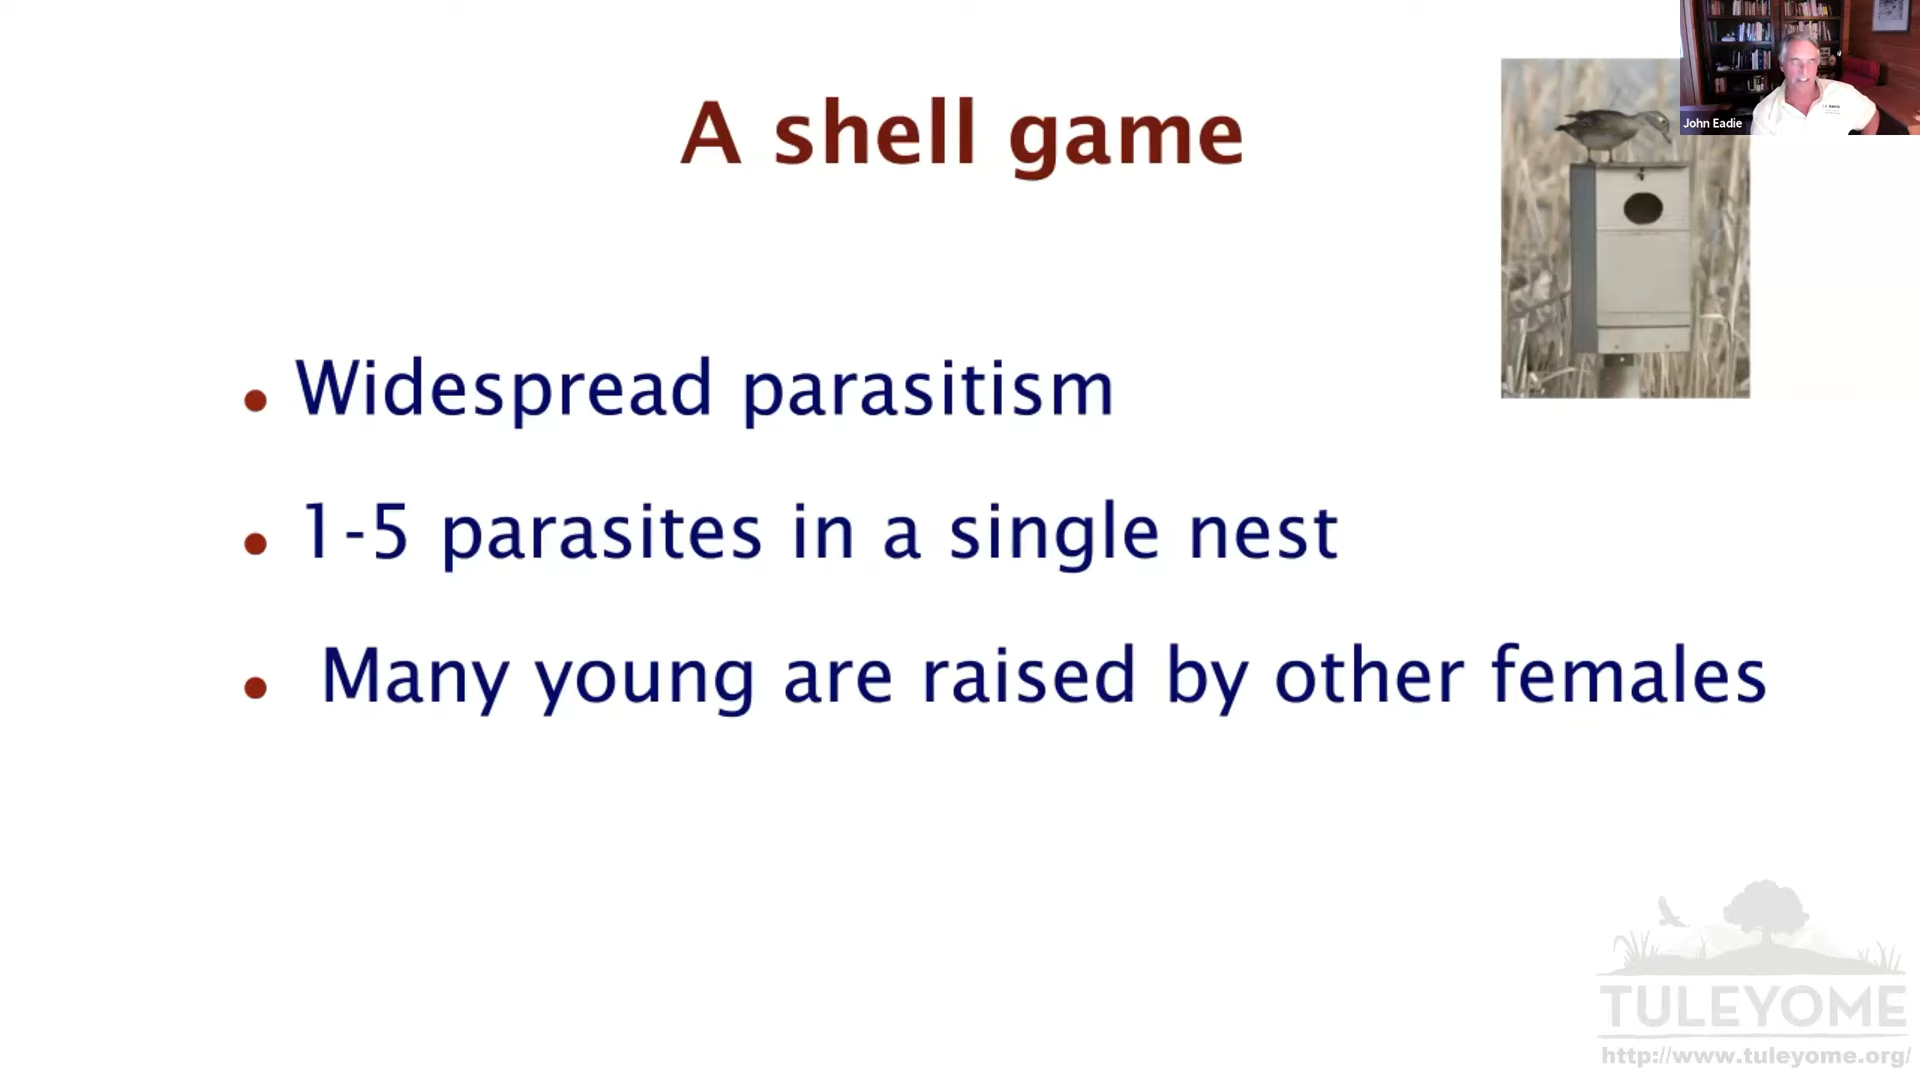 A shell game
John Eadie
• Widespread parasitism
• 1-5 parasites in a single nest
• Many young are raised by other females
TULEYOME
http://www.tuleyome.org/